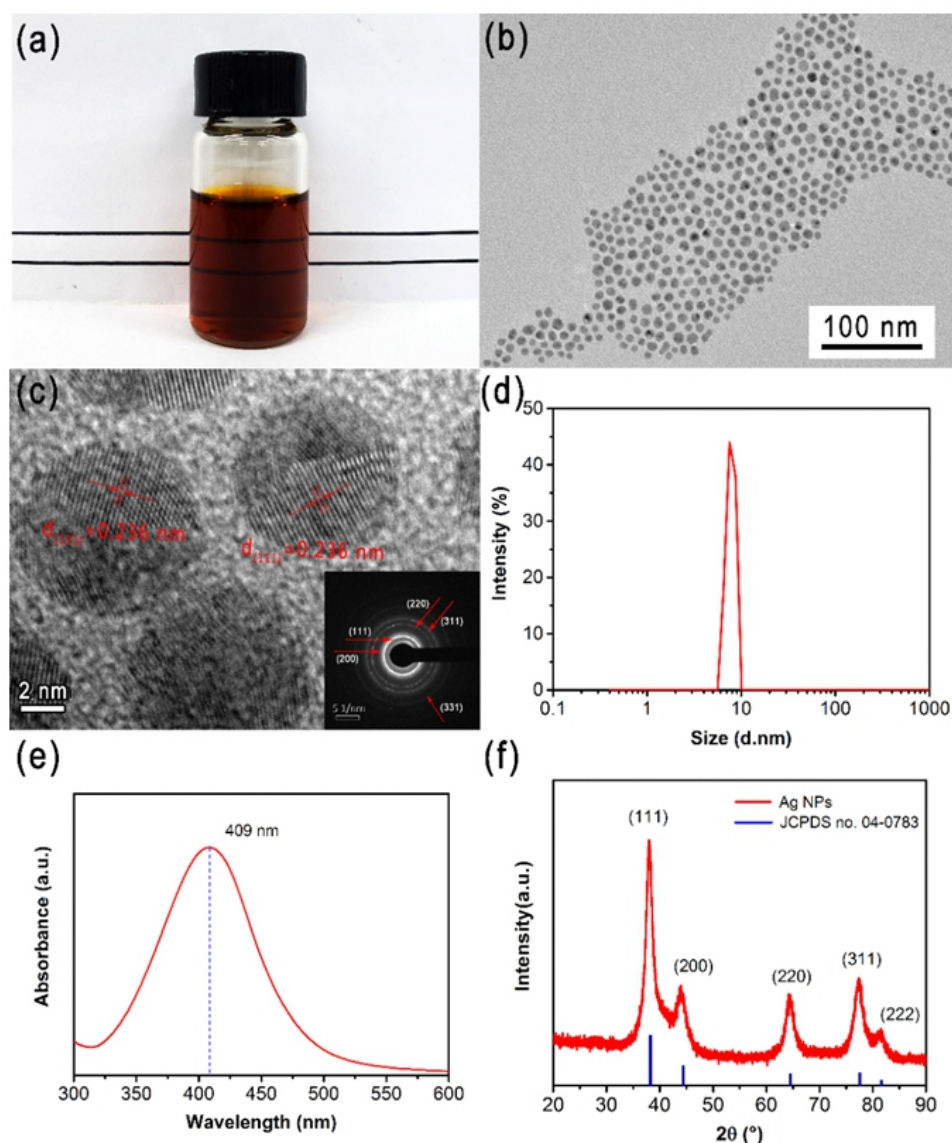 (a)
(b)
100 nm
(c)
d(111)=0.236 nm
d(111)=0.236 nm
2 nm
(220)
(311)
(111)
(200)
(331)
5 1/nm
(d)
Intensity (%)
50
40
30
20
10
0
0.1 1 10 100 1000
Size (d.nm)
(e)
409 nm
Absorbance (a.u.)
300 350 400 450 500 550 600
Wavelength (nm)
(f)
Ag NPs
JCPDS no. 04-0783
(111)
(200)
(220)
(311)
(222)
Intensity(a.u.)
20 30 40 50 60 70 80 90
2θ (°)